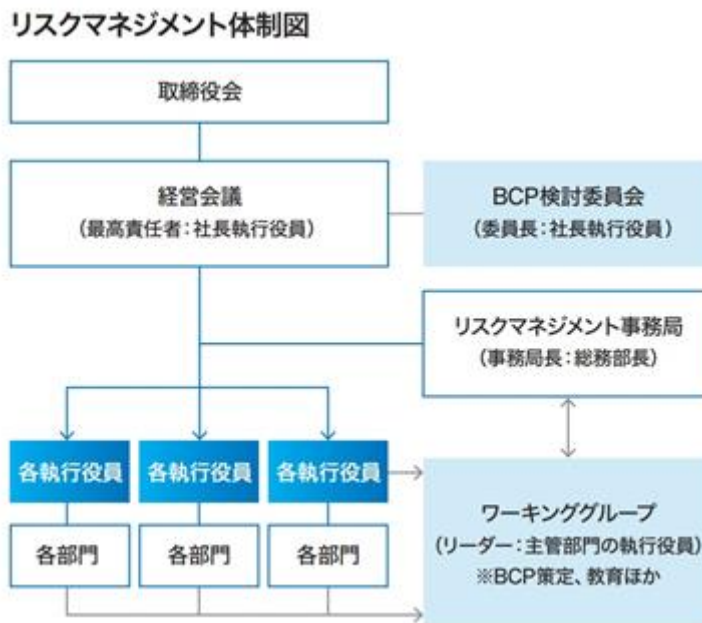 リスクマネジメント体制図
取締役会
経営会議
(最高責任者:社長執行役員)
BCP検討委員会
(委員長:社長執行役員)
リスクマネジメント事務局
(事務局長:総務部長)
各執行役員
各執行役員
各執行役員
各部門
各部門
各部門
ワーキンググループ
(リーダー:主管部門の執行役員)
※BCP策定、教育ほか